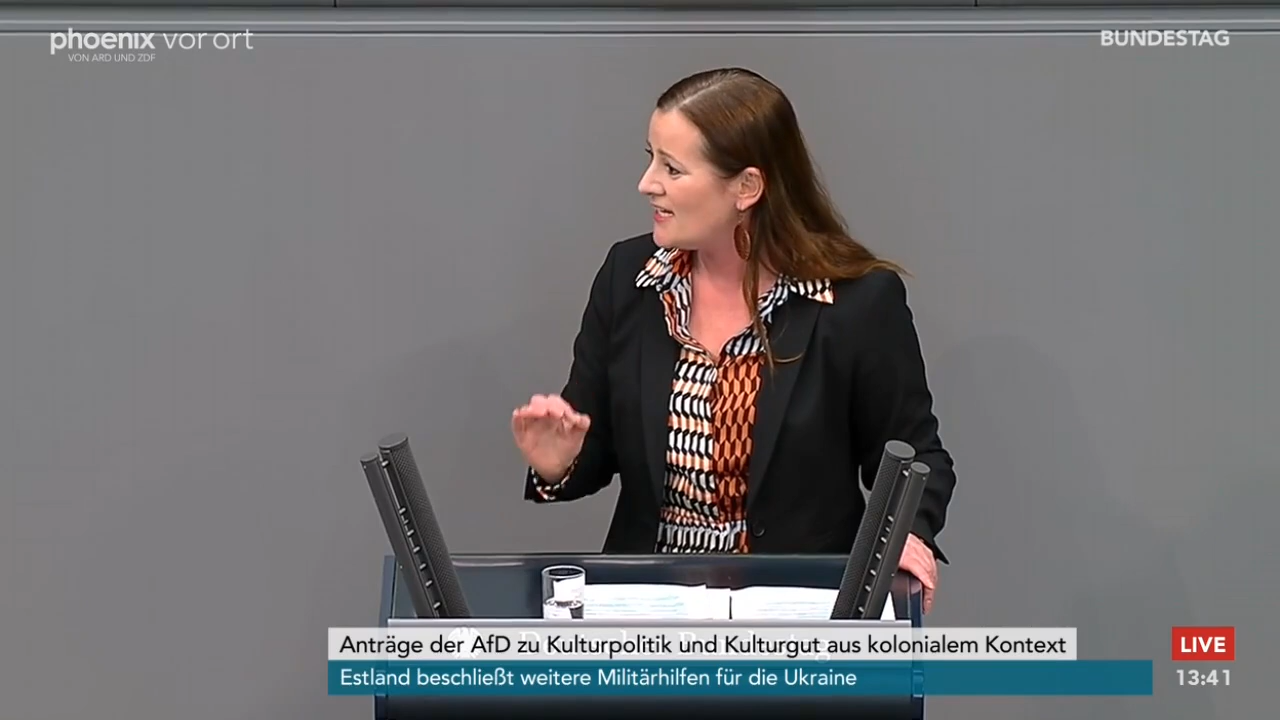 phoenix vor ort
VON ARD UND ZDF
BUNDESTAG
Anträge der AfD zu Kulturpolitik und Kulturgut aus kolonialem Kontext
LIVE
Estland beschließt weitere Militärhilfen für die Ukraine
13:41